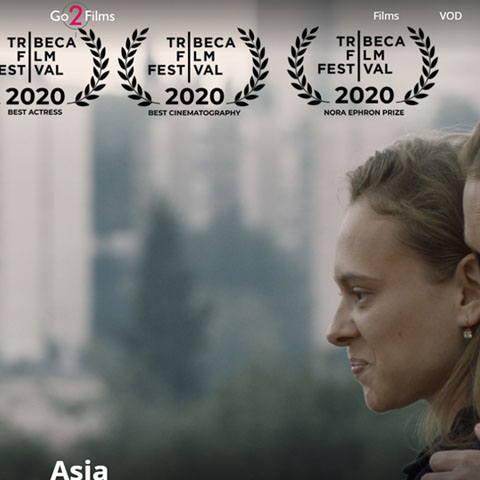 Go2Films
Films
VOD
TRIBECA
FILM
FESTIVAL
2020
BEST ACTRESS
TRIBECA
FILM
FESTIVAL
2020
BEST CINEMATOGRAPHY
TRIBECA
FILM
FESTIVAL
2020
NORA EPHRON PRIZE
Asia